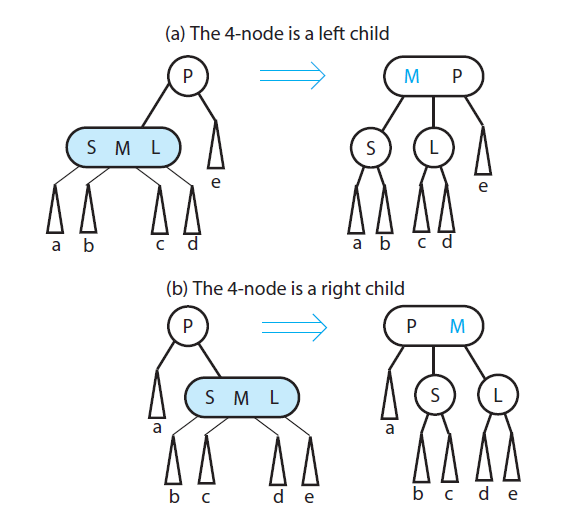 (a) The 4-node is a left child
P
M P
S M L
S L
e
e
a b c d
a b c d
(b) The 4-node is a right child
P
P M
S M L
S L
a
a
b c d e
b c d e